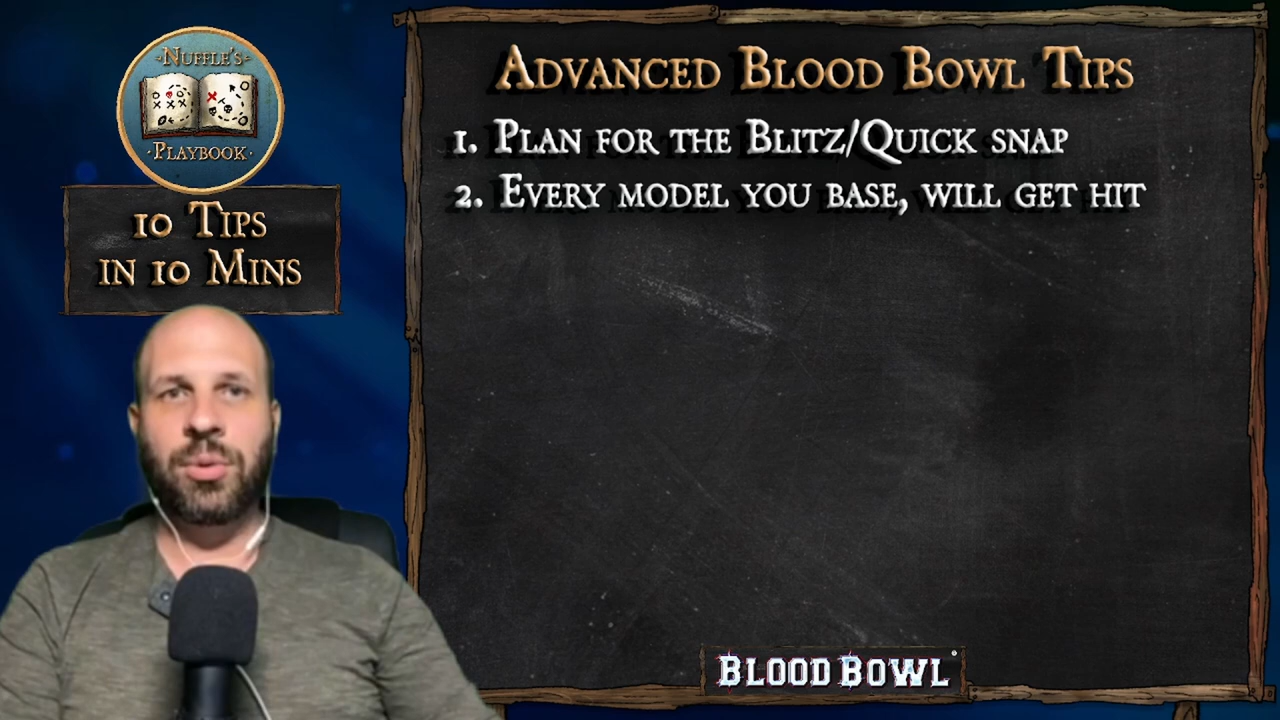 ·Nuffle's·
·Playbook·
10 Tips
in 10 Mins
Advanced Blood Bowl Tips
1. Plan for the Blitz/Quick snap
2. Every model you base, will get hit
Blood Bowl